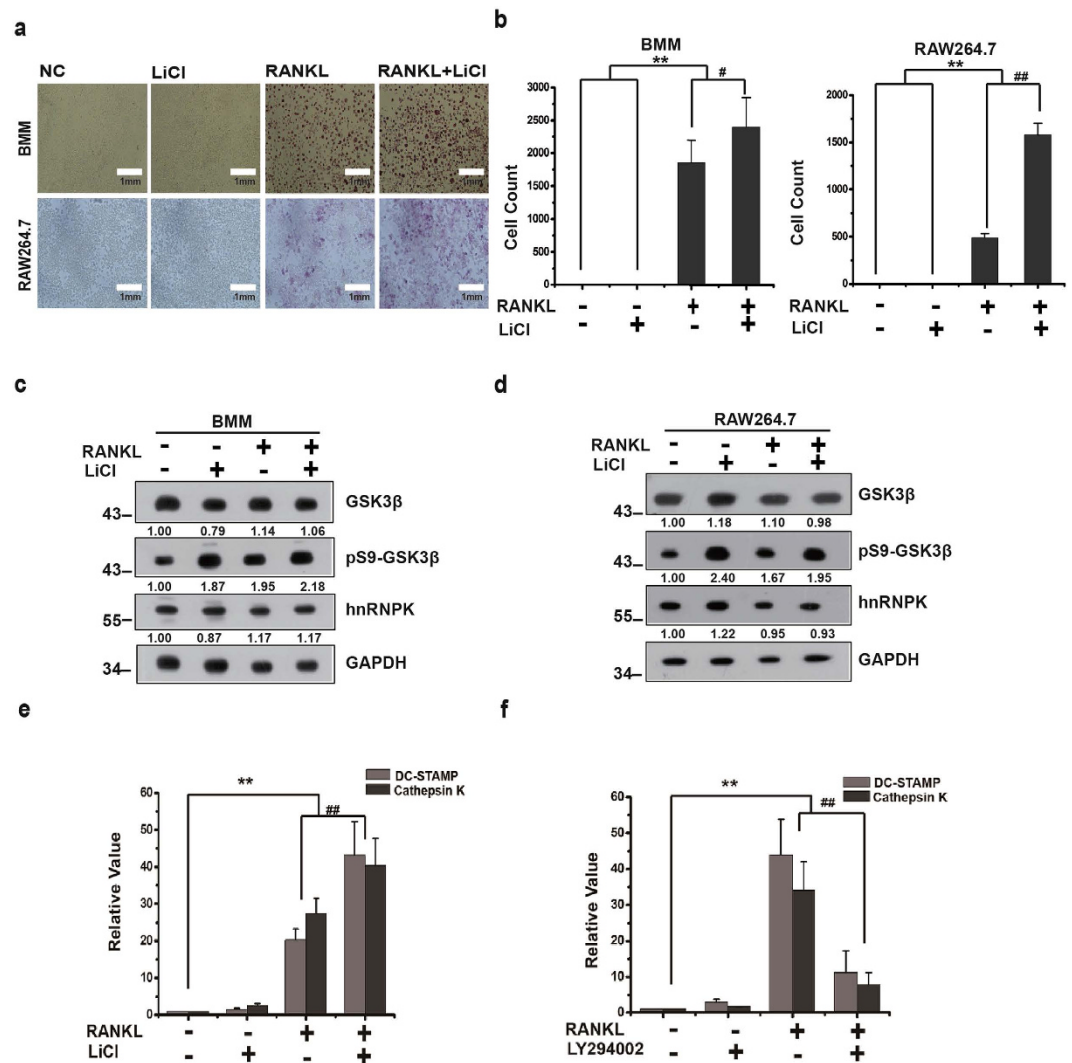 a
NC LiCl RANKL RANKL+LiCl
BMM
1mm 1mm 1mm 1mm
RAW264.7
1mm 1mm 1mm 1mm
b
BMM
**
#
3000
2750
2500
2250
2000
1750
1500
1250
1000
750
500
250
0
Cell Count
RANKL - - + +
LiCl - + - +
RAW264.7
**
##
2000
1500
1000
500
0
Cell Count
RANKL - - + +
LiCl - + - +
c
BMM
RANKL - - + +
LiCl - + - +
43 GSK3β
1.00 0.79 1.14 1.06
43 pS9-GSK3β
1.00 1.87 1.95 2.18
55 hnRNPK
1.00 0.87 1.17 1.17
34 GAPDH
d
RAW264.7
RANKL - - + +
LiCl - + - +
43 GSK3β
1.00 1.18 1.10 0.98
43 pS9-GSK3β
1.00 2.40 1.67 1.95
55 hnRNPK
1.00 1.22 0.95 0.93
34 GAPDH
e
DC-STAMP
Cathepsin K
**
##
60
50
40
30
20
10
0
Relative Value
RANKL - - + +
LiCl - + - +
f
DC-STAMP
Cathepsin K
**
##
60
50
40
30
20
10
0
Relative Value
RANKL - - + +
LY294002 - + - +